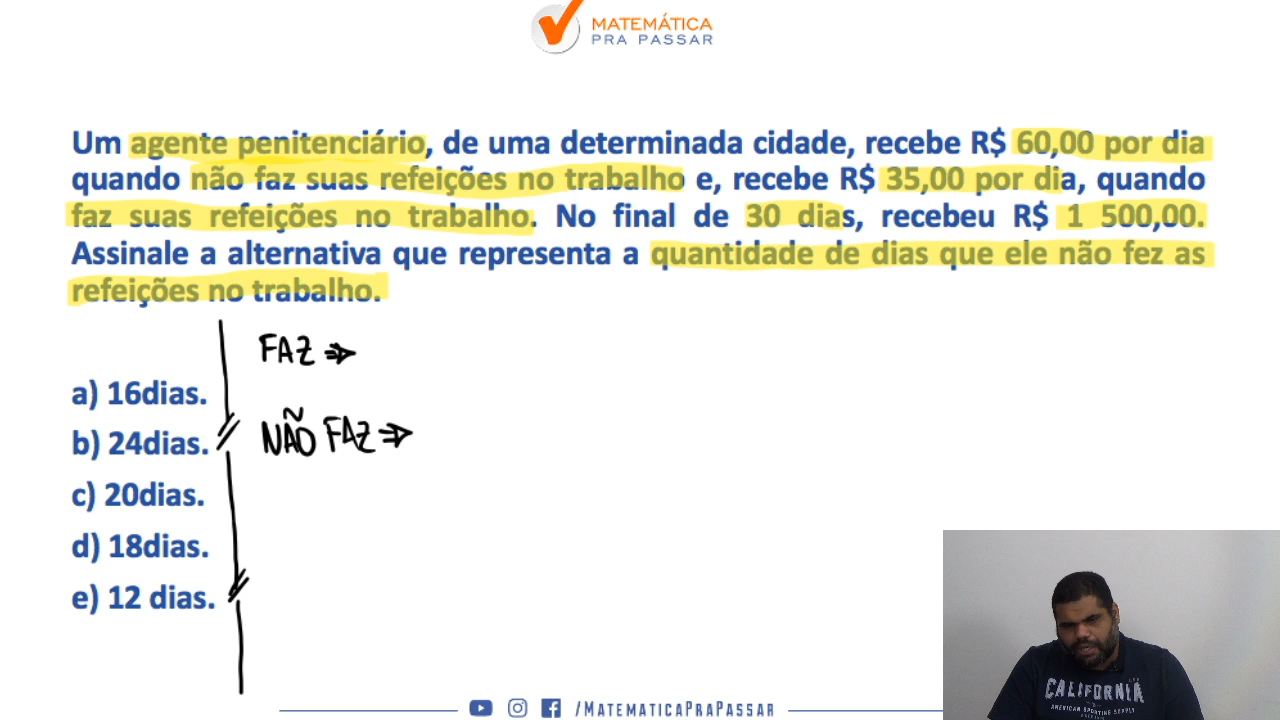 MATEMÁTICA
PRA PASSAR
Um agente penitenciário, de uma determinada cidade, recebe R$ 60,00 por dia
quando não faz suas refeições no trabalho e, recebe R$ 35,00 por dia, quando
faz suas refeições no trabalho. No final de 30 dias, recebeu R$ 1 500,00.
Assinale a alternativa que representa a quantidade de dias que ele não fez as
refeições no trabalho.
FAZ ⇒
a) 16dias.
NÃO FAZ ⇒
b) 24dias.
c) 20dias.
d) 18dias.
e) 12 dias.
CALIFORNIA
AMERICAN SPORTING SUPPLY
/MATEMATICAPRAPASSAR